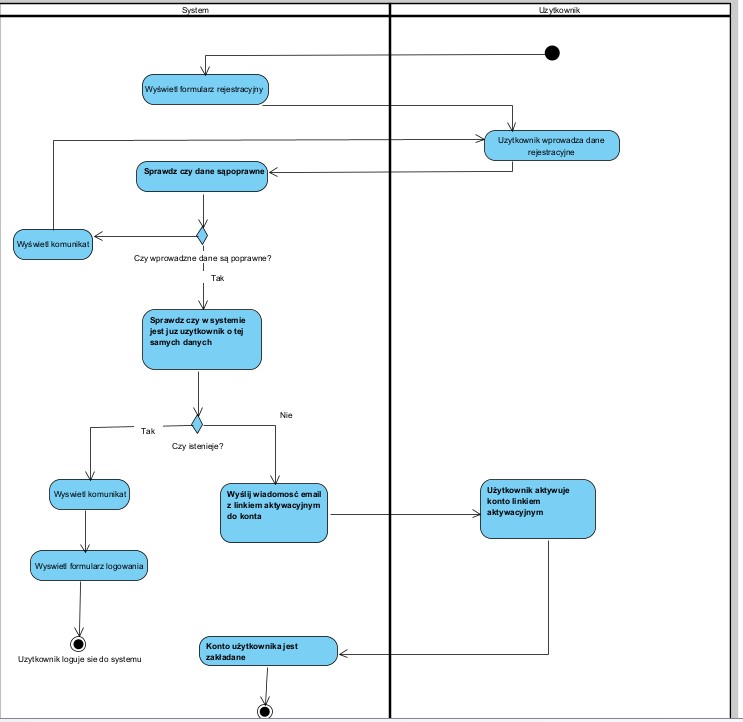 System
Uzytkownik
Wyświetl formularz rejestracyjny
Uzytkownik wprowadza dane
rejestracyjne
Sprawdz czy dane sąpoprawne
Wyświetl komunikat
Czy wprowadzne dane są poprawne?
Tak
Sprawdz czy w systemie
jest juz uzytkownik o tej
samych danych
Nie
Tak
Czy istenieje?
Wyswietl komunikat
Wyślij wiadomosć email
z linkiem aktywacyjnym
do konta
Użytkownik aktywuje
konto linkiem
aktywacyjnym
Wyswietl formularz logowania
Konto użytkownika jest
zakładane
Uzytkownik loguje sie do systemu